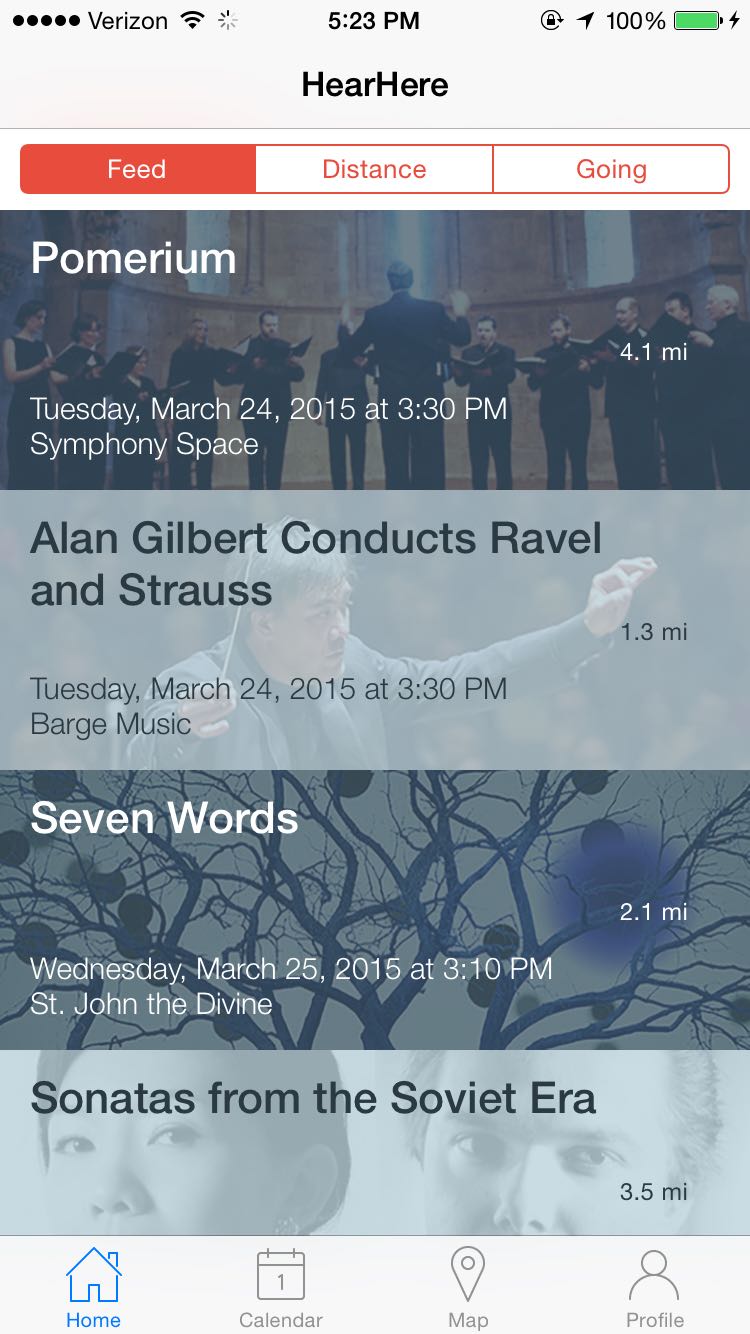 Verizon 5:23 PM 100%
HearHere
Feed Distance Going
Pomerium
4.1 mi
Tuesday, March 24, 2015 at 3:30 PM
Symphony Space
Alan Gilbert Conducts Ravel
and Strauss
1.3 mi
Tuesday, March 24, 2015 at 3:30 PM
Barge Music
Seven Words
2.1 mi
Wednesday, March 25, 2015 at 3:10 PM
St. John the Divine
Sonatas from the Soviet Era
3.5 mi
1
Home Calendar Map Profile